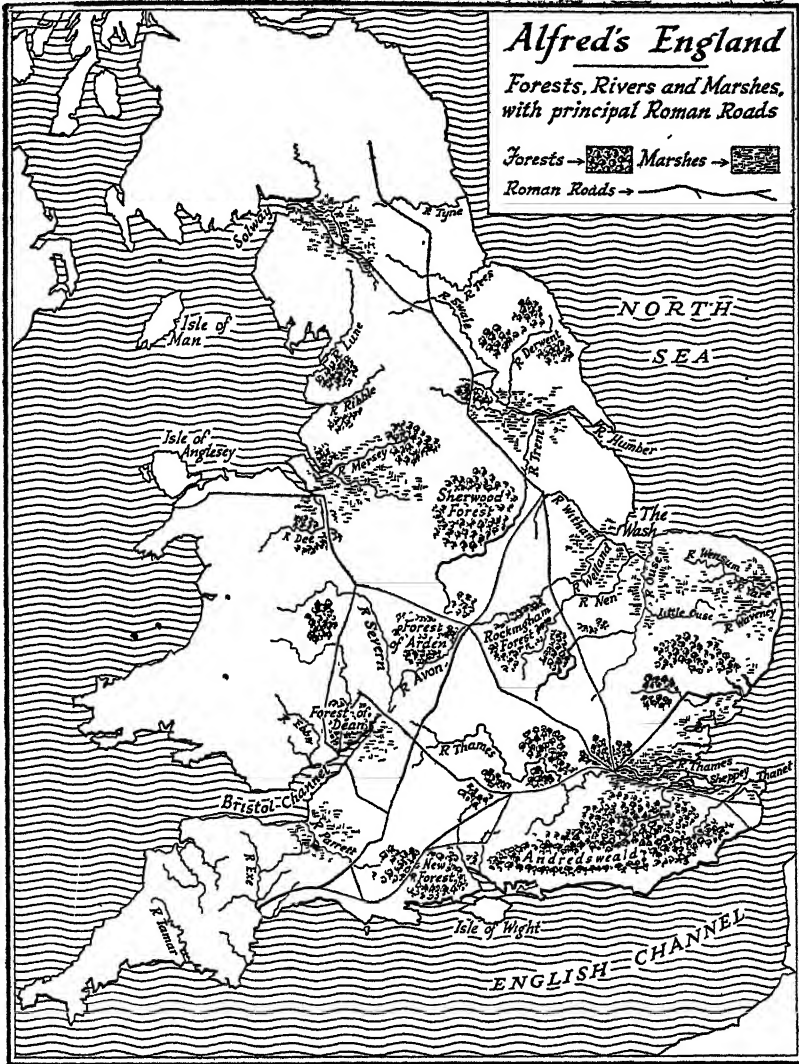 Alfred's England
Forests, Rivers and Marshes,
with principal Roman Roads
Forests → Marshes →
Roman Roads →
Solway
R Eden
R Tyne
R Tees
R Swale
NORTH
SEA
Isle of
Man
R Lune
R Derwent
R Ribble
R Humber
Isle of
Anglesey
R Mersey
R Trent
Sherwood
Forest
R Witham
The
Wash
R Dee
R Welland
R Ouse
R Wensum
R Yare
R Nen
Little Ouse
R Waveney
R Severn
Forest
of
Arden
Rockingham
Forest
R Avon
Forest of
Dean
R Ebbw
R Thames
R Thames
Sheppey
Thanet
Bristol Channel
R Parrett
Andredsweald
R Exe
New
Forest
R Tamar
Isle of Wight
ENGLISH CHANNEL